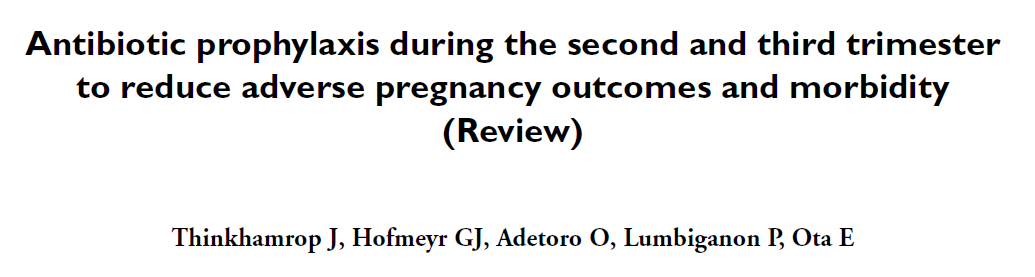 Antibiotic prophylaxis during the second and third trimester
to reduce adverse pregnancy outcomes and morbidity
(Review)
Thinkhamrop J, Hofmeyr GJ, Adetoro O, Lumbiganon P, Ota E